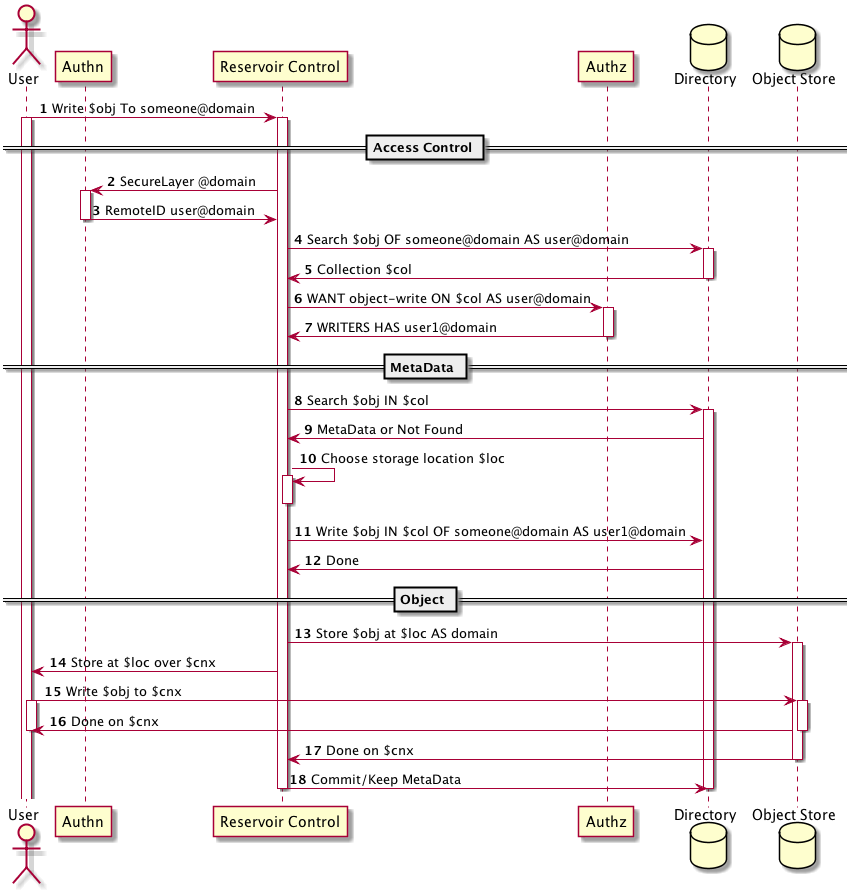 User
Authn
Reservoir Control
Authz
Directory
Object Store
1 Write $obj To someone@domain
Access Control
2 SecureLayer @domain
3 RemoteID user@domain
4 Search $obj OF someone@domain AS user@domain
5 Collection $col
6 WANT object-write ON $col AS user@domain
7 WRITERS HAS user1@domain
MetaData
8 Search $obj IN $col
9 MetaData or Not Found
10 Choose storage location $loc
11 Write $obj IN $col OF someone@domain AS user1@domain
12 Done
Object
13 Store $obj at $loc AS domain
14 Store at $loc over $cnx
15 Write $obj to $cnx
16 Done on $cnx
17 Done on $cnx
18 Commit/Keep MetaData
User
Authn
Reservoir Control
Authz
Directory
Object Store